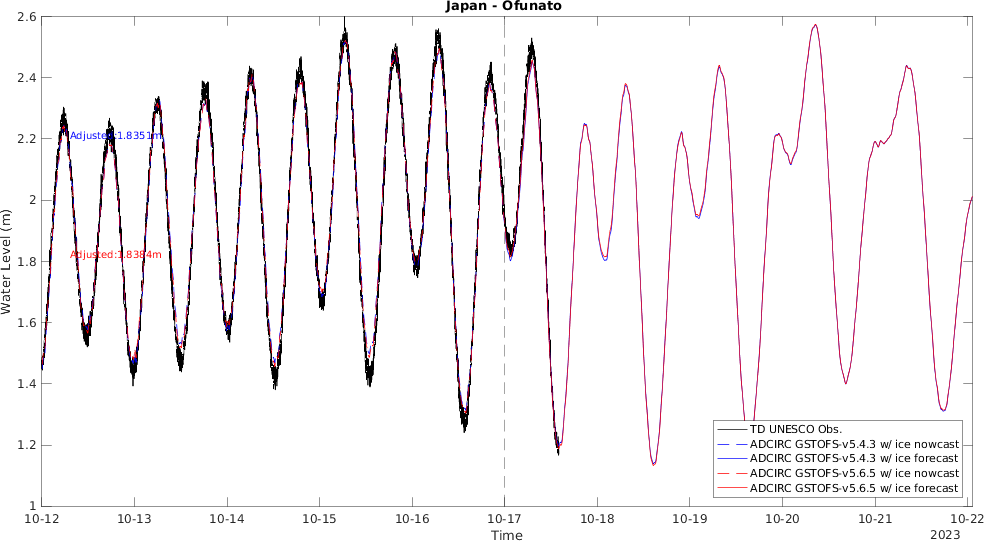 Japan - Ofunato
Water Level (m)
2.6
2.4
2.2
2
1.8
1.6
1.4
1.2
1
Adjusted:1.8351m
Adjusted:1.8384m
TD UNESCO Obs.
ADCIRC GSTOFS-v5.4.3 w/ ice nowcast
ADCIRC GSTOFS-v5.4.3 w/ ice forecast
ADCIRC GSTOFS-v5.6.5 w/ ice nowcast
ADCIRC GSTOFS-v5.6.5 w/ ice forecast
10-12 10-13 10-14 10-15 10-16 10-17 10-18 10-19 10-20 10-21 10-22
Time
2023